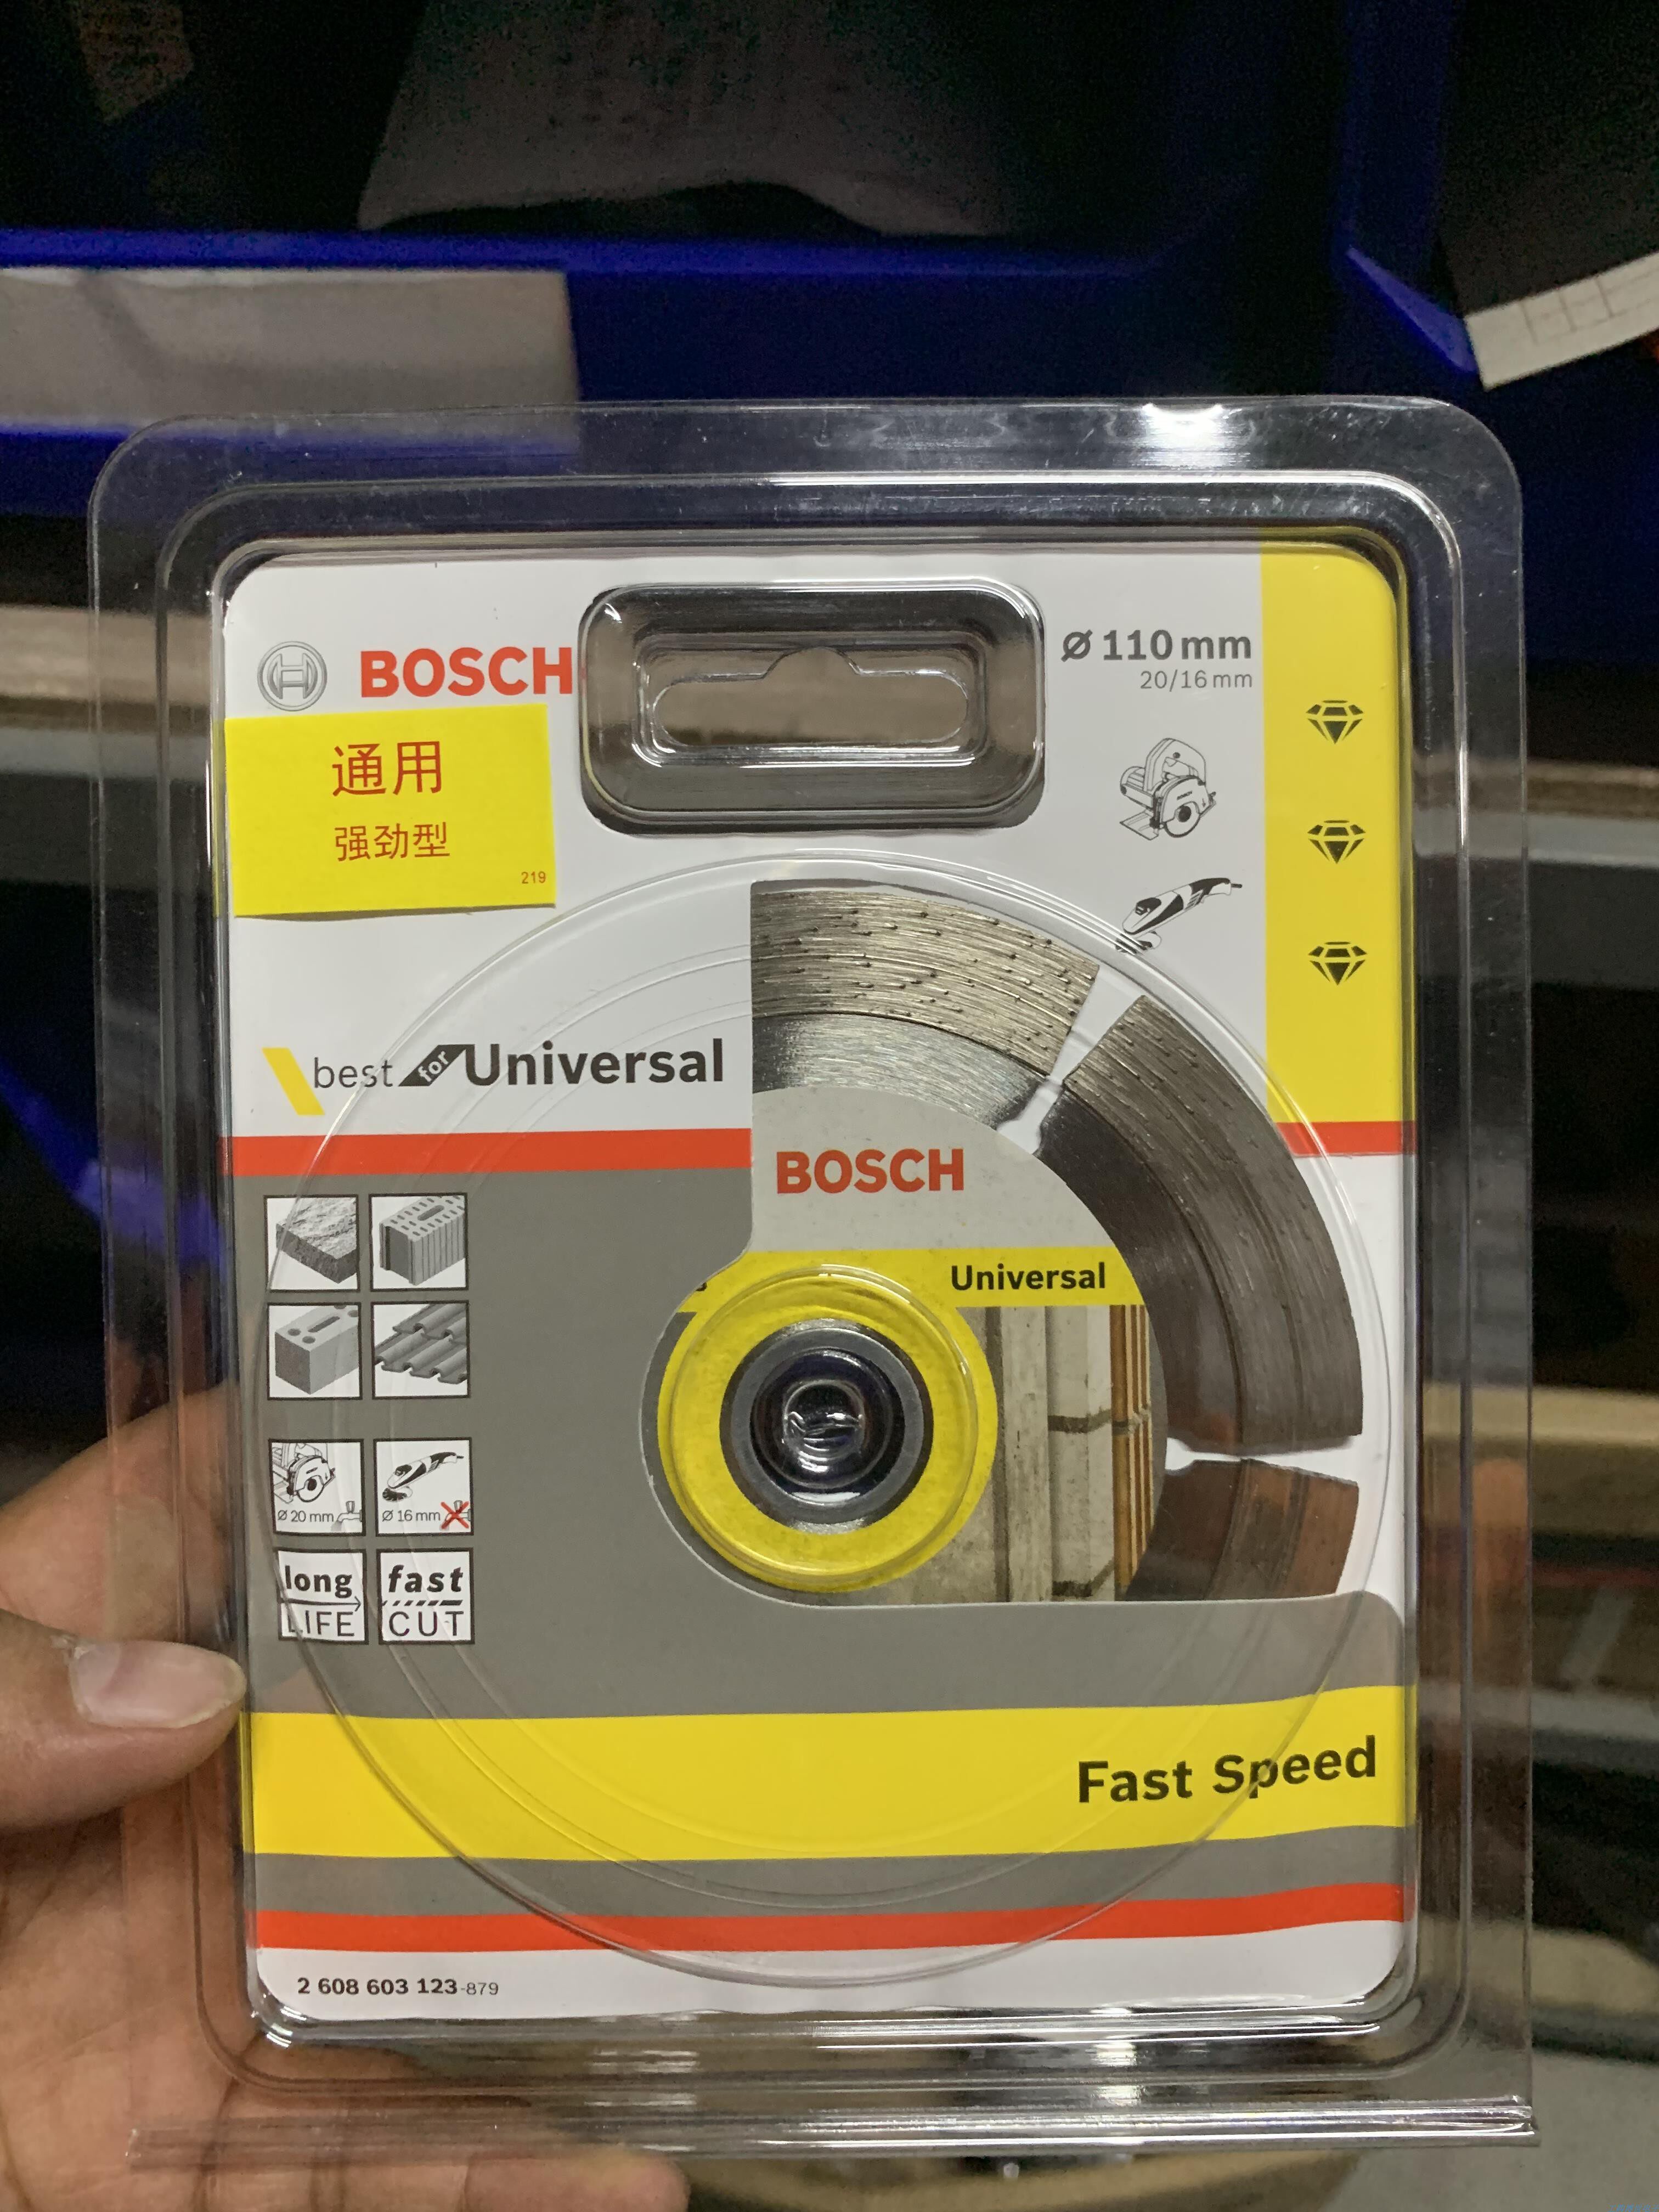 BOSCH
Ø 110 mm
20/16 mm
通用
强劲型
219
best for Universal
BOSCH
Universal
Ø 20 mm
Ø 16 mm
long
LIFE
fast
CUT
Fast Speed
2 608 603 123-879